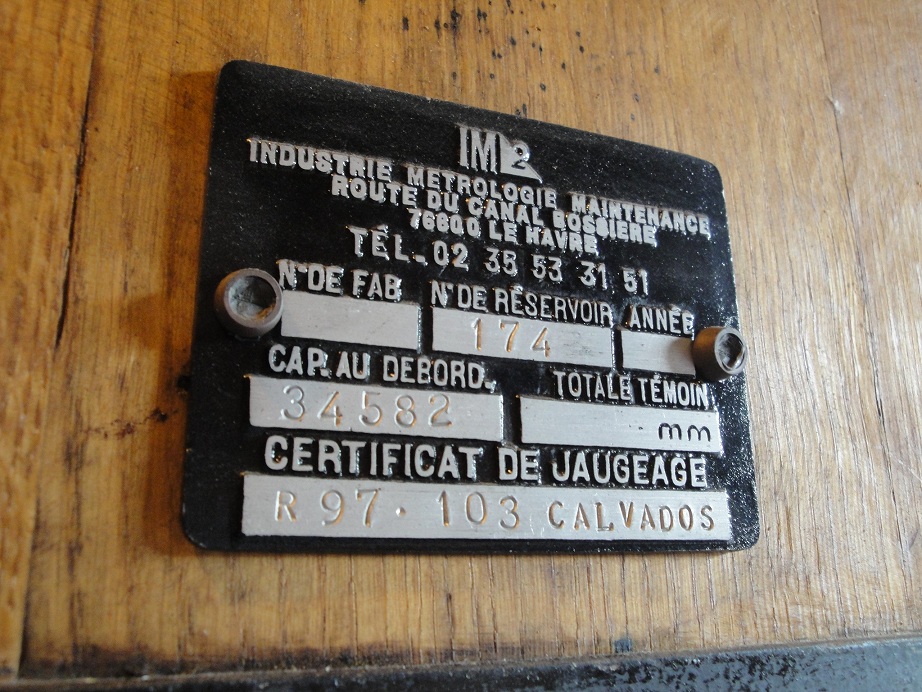 IM2
INDUSTRIE METROLOGIE MAINTENANCE
ROUTE DU CANAL BOSSIERE
76600 LE HAVRE
TÉL. 02 35 53 31 51
N° DE FAB. N° DE RÉSERVOIR ANNÉE
174
CAP. AU DEBORD. TOTALE TÉMOIN
34582 mm
CERTIFICAT DE JAUGEAGE
R 97. 103 CALVADOS